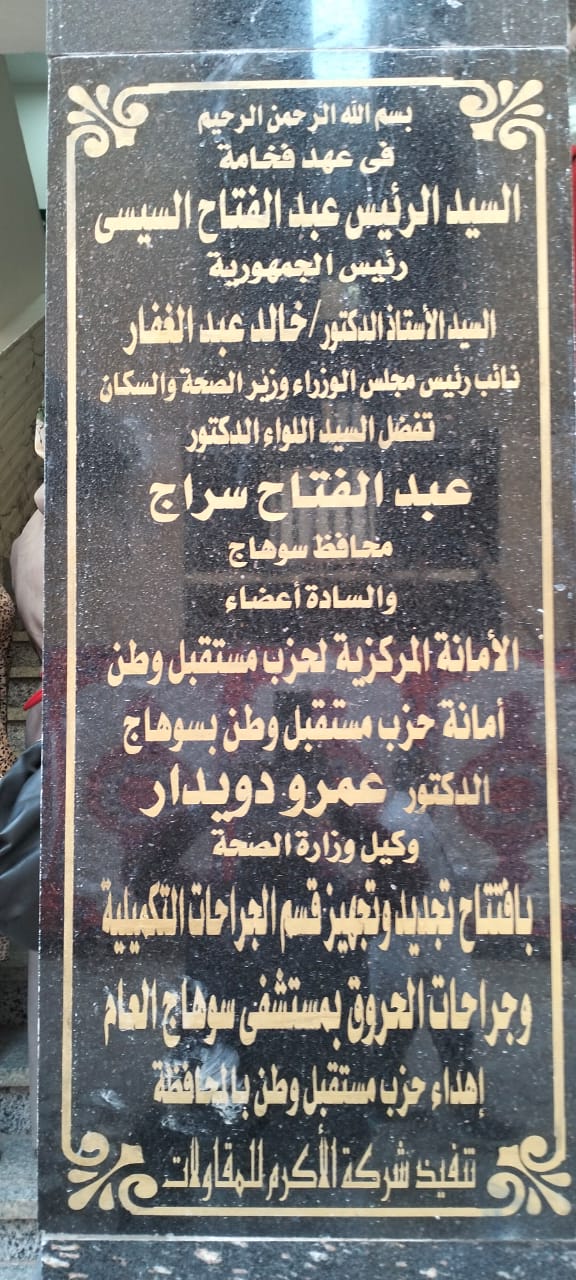 بسم الله الرحمن الرحيم
فى عهد فخامة
السيد الرئيس عبد الفتاح السيسى
رئيس الجمهورية
السيد الأستاذ الدكتور/خالد عبد الغفار
نائب رئيس مجلس الوزراء وزير الصحة والسكان
تفضل السيد اللواء الدكتور
عبد الفتاح سراج
محافظ سوهاج
والسادة أعضاء
الأمانة المركزية لحزب مستقبل وطن
أمانة حزب مستقبل وطن بسوهاج
الدكتور عمرو دويدار
وكيل وزارة الصحة
بافتتاح تجديد وتجهيز قسم الجراحات التكميلية
وجراحات الحروق بمستشفى سوهاج العام
إهداء حزب مستقبل وطن بالمحافظة
تنفيذ شركة الأكرم للمقاولات